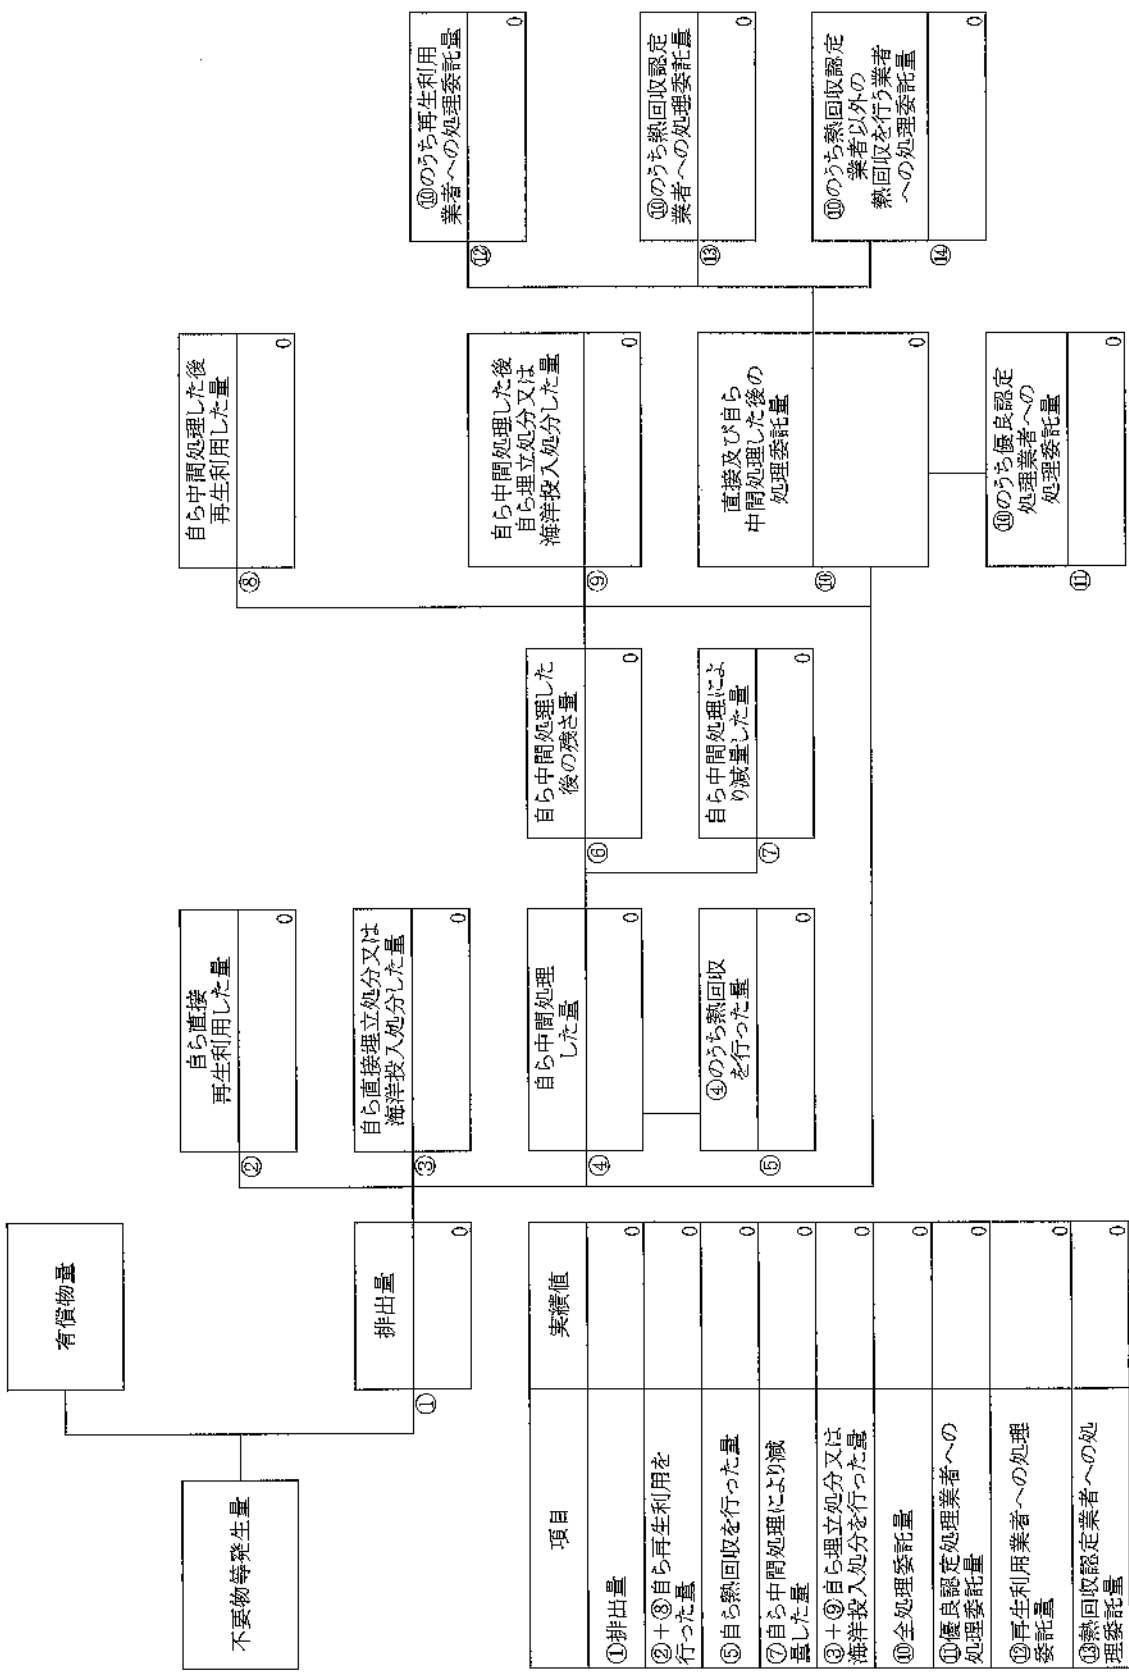 不要物等発生量
有償物量
①
排出量
0
②
自ら直接
再生利用した量
0
③
自ら直接埋立処分又は
海洋投入処分した量
0
④
自ら中間処理
した量
0
⑤
④のうち熱回収
を行った量
0
⑥
自ら中間処理した
後の残さ量
0
⑦
自ら中間処理によ
り減量した量
0
⑧
自ら中間処理した後
再生利用した量
0
⑨
自ら中間処理した後
自ら埋立処分又は
海洋投入処分した量
0
⑩
直接及び自ら
中間処理した後の
処理委託量
0
⑪
⑩のうち優良認定
処理業者への
処理委託量
0
⑫
⑩のうち再生利用
業者への処理委託量
0
⑬
⑩のうち熱回収認定
業者への処理委託量
0
⑭
⑩のうち熱回収認定
業者以外の
熱回収を行う業者
への処理委託量
0
項目 実績値
①排出量 0
②+⑧自ら再生利用を
行った量 0
⑤自ら熱回収を行った量 0
⑦自ら中間処理により減
量した量 0
③+⑨自ら埋立処分又は
海洋投入処分を行った量 0
⑩全処理委託量 0
⑪優良認定処理業者への
処理委託量 0
⑫再生利用業者への処理
委託量 0
⑬熱回収認定業者への処
理委託量 0